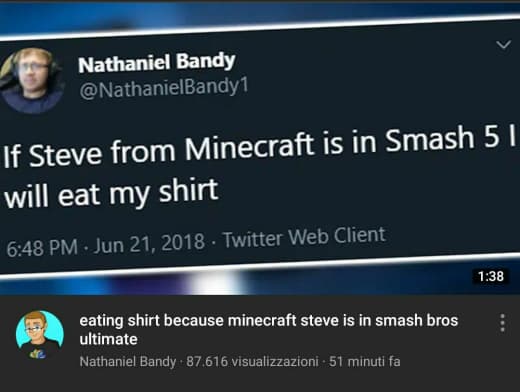 Nathaniel Bandy
@NathanielBandy1
If Steve from Minecraft is in Smash 5 I
will eat my shirt
6:48 PM · Jun 21, 2018 · Twitter Web Client
1:38
eating shirt because minecraft steve is in smash bros
ultimate
Nathaniel Bandy · 87.616 visualizzazioni · 51 minuti fa